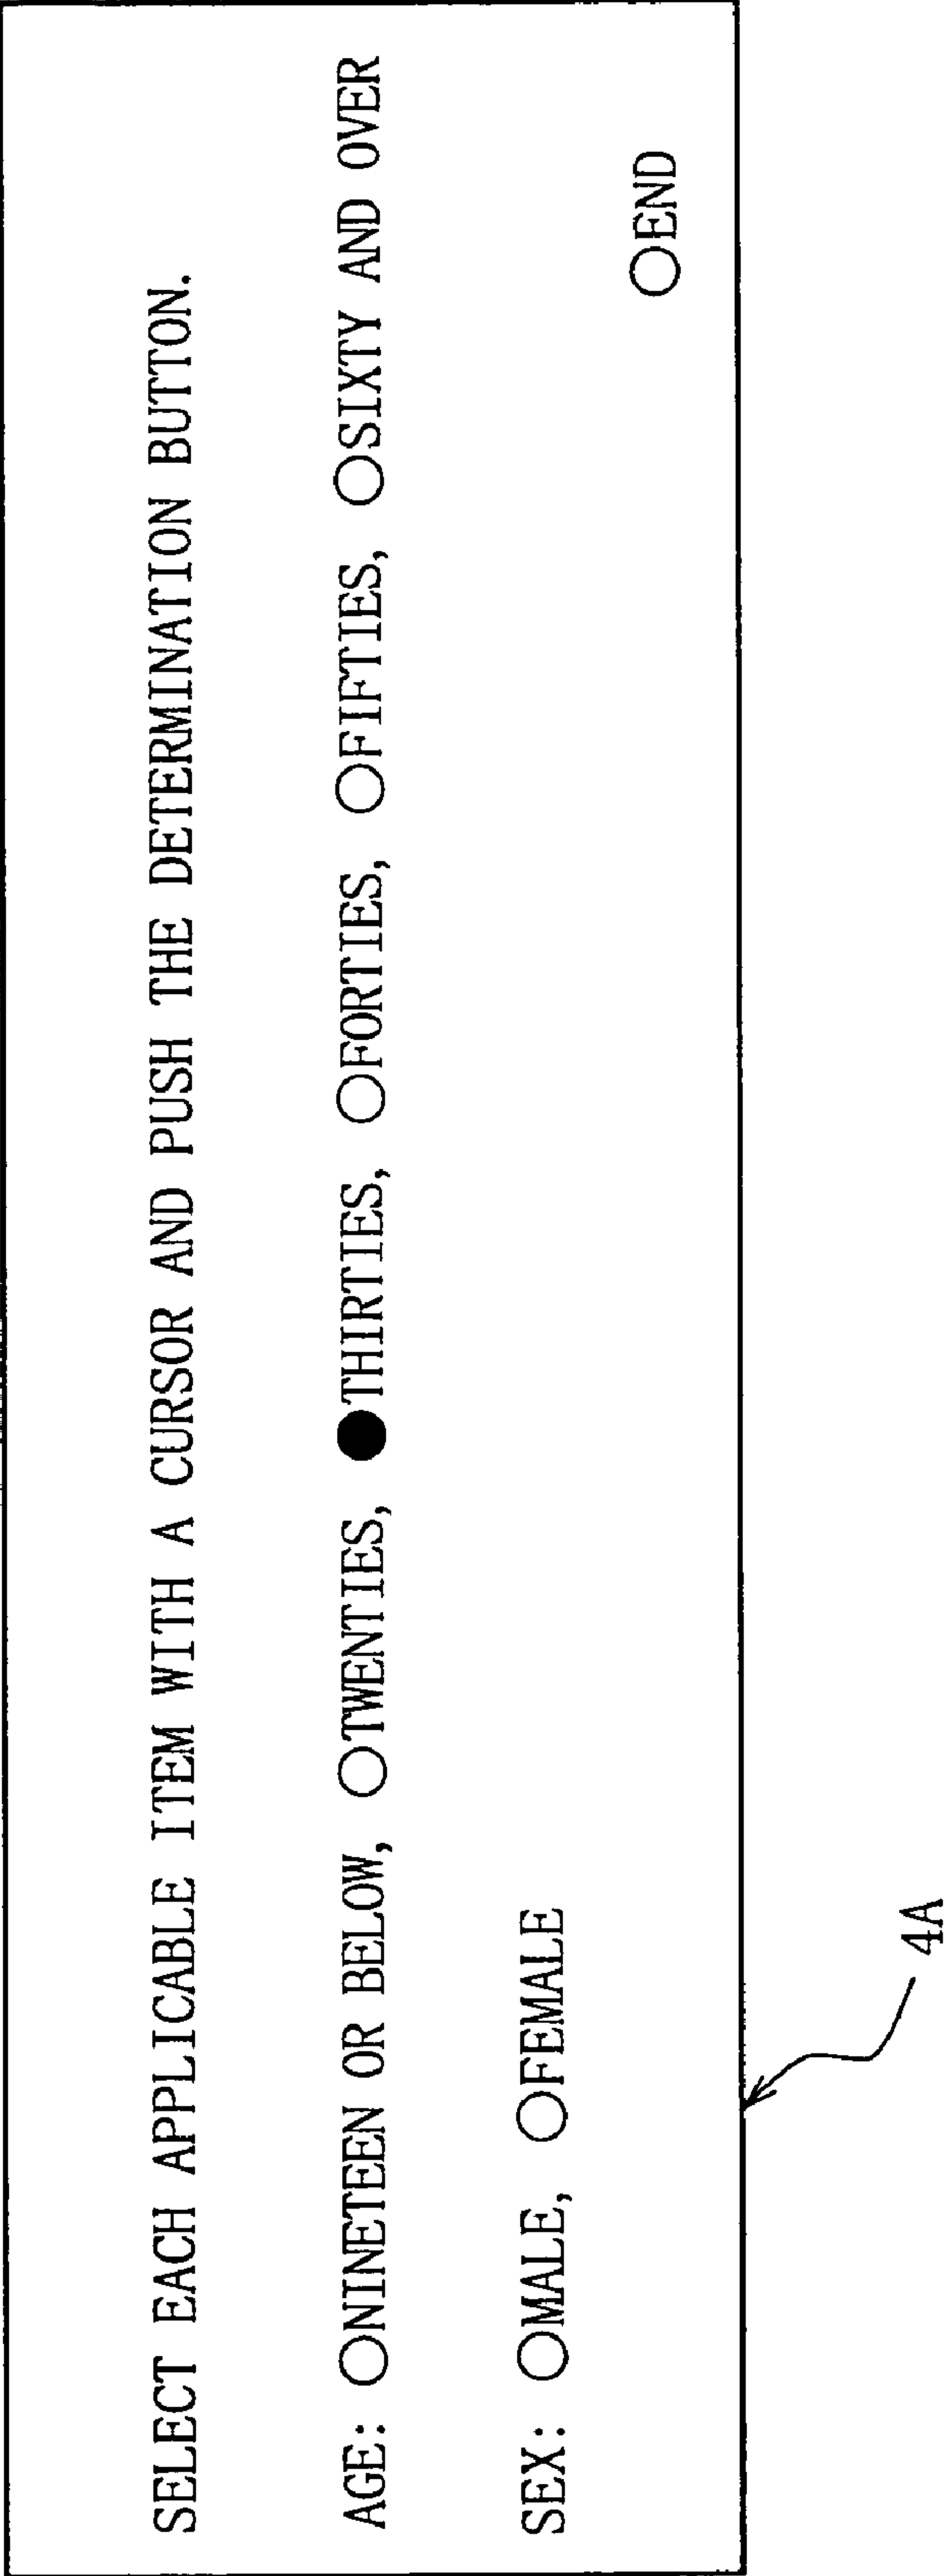 SELECT EACH APPLICABLE ITEM WITH A CURSOR AND PUSH THE DETERMINATION BUTTON.
AGE: ○NINETEEN OR BELOW, ○TWENTIES, ●THIRTIES, ○FORTIES, ○FIFTIES, ○SIXTY AND OVER
SEX: ○MALE, ○FEMALE
○END
4A